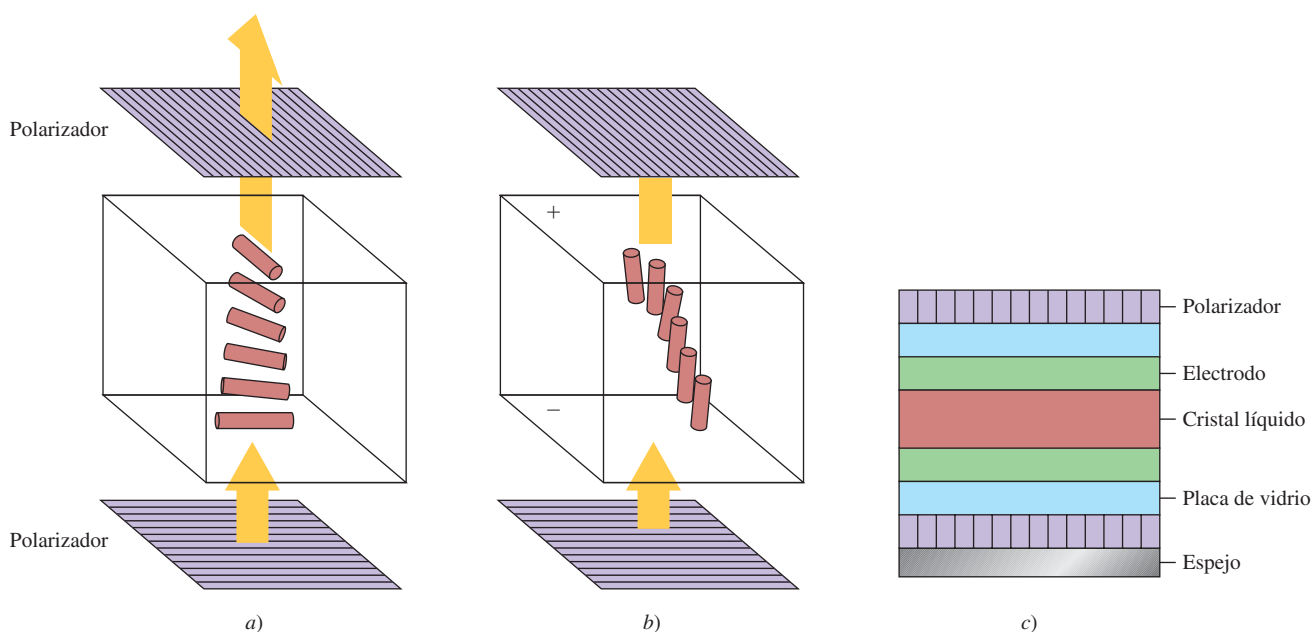 Polarizador
Polarizador
a)
+
−
b)
Polarizador
Electrodo
Cristal líquido
Placa de vidrio
Espejo
c)